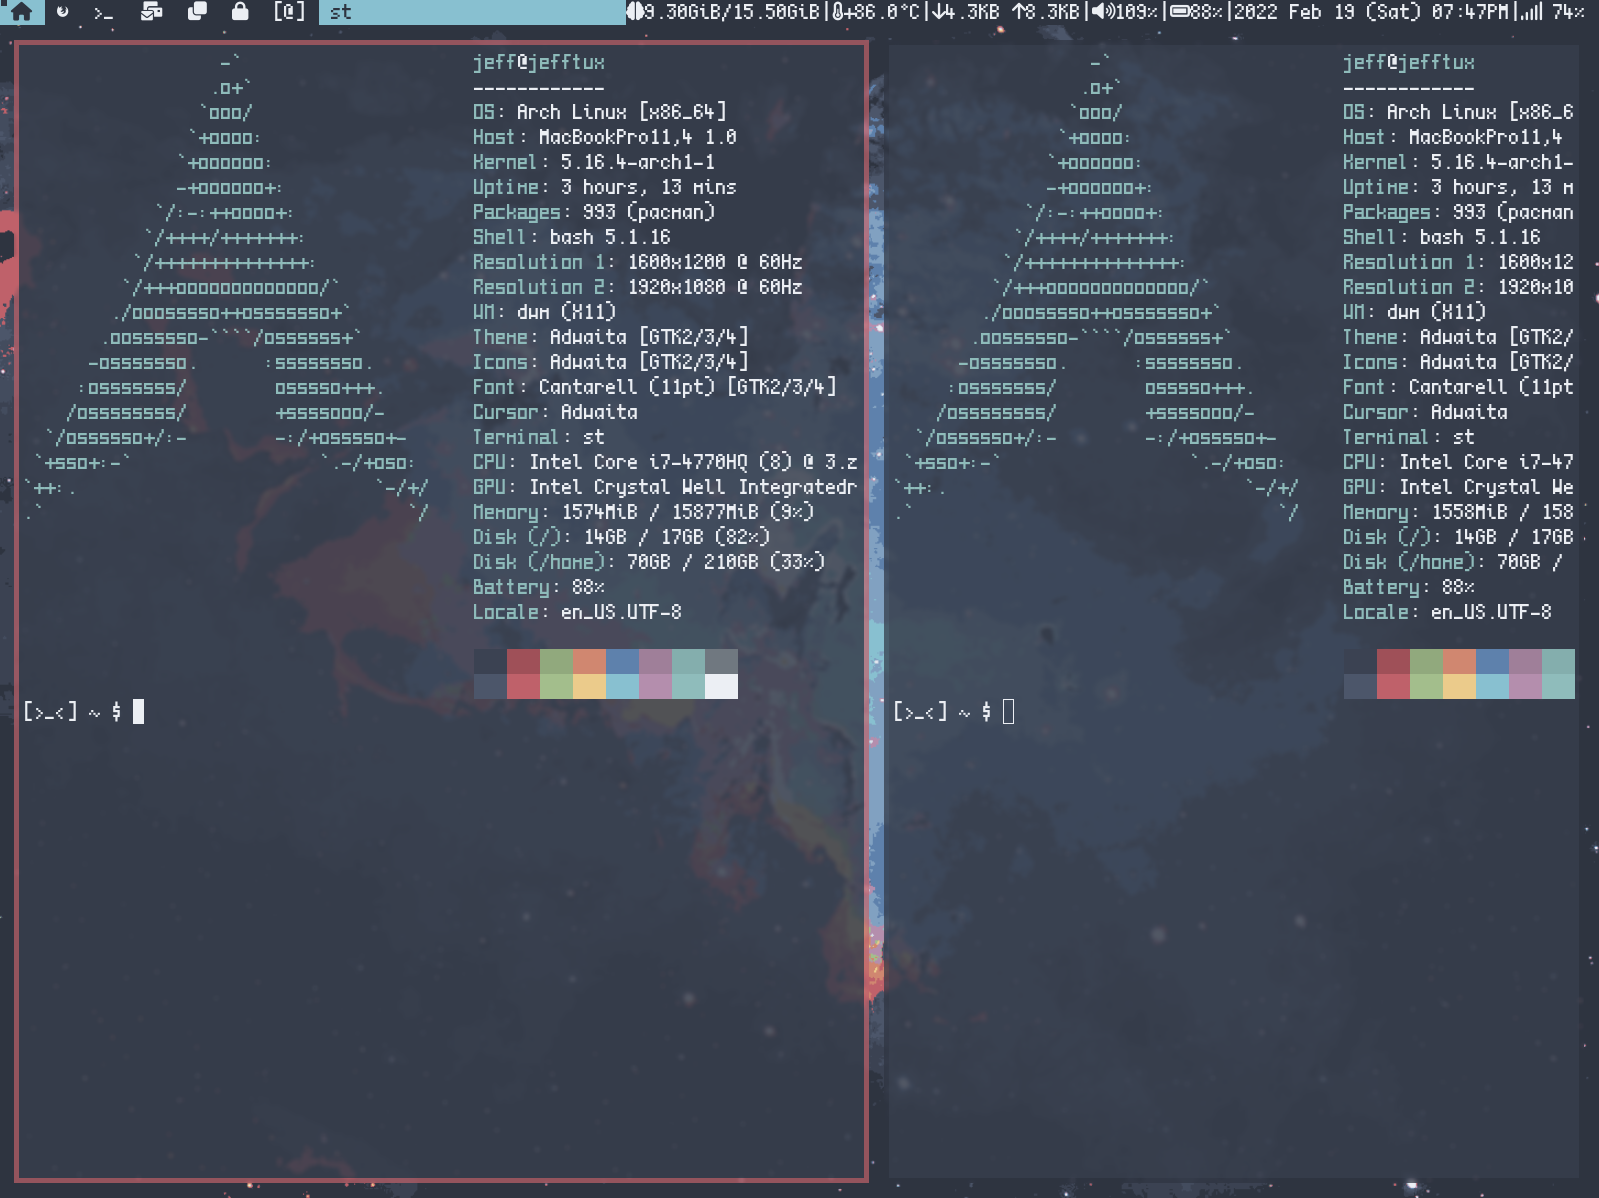 >_ [@] st 9.30GiB/15.50GiB|+86.0°C|↓4.3KB ↑8.3KB|109%|88%|2022 Feb 19 (Sat) 07:47PM| 74%
-`
.o+`
`ooo/
`+oooo:
`+oooooo:
-+oooooo+:
`/:-:++oooo+:
`/++++/+++++++:
`/++++++++++++++:
`/+++ooooooooooooo/`
./ooosssso++osssssso+`
.oossssso-````/ossssss+`
-osssssso.      :ssssssso.
:osssssss/        osssso+++.
/ossssssss/        +ssssooo/-
`/ossssso+/:-        -:/+osssso+-
`+sso+:-`                 `.-/+oso:
`++:.                           `-/+/
.`                                 `/
jeff@jefftux
------------
OS: Arch Linux [x86_64]
Host: MacBookPro11,4 1.0
Kernel: 5.16.4-arch1-1
Uptime: 3 hours, 13 mins
Packages: 993 (pacman)
Shell: bash 5.1.16
Resolution 1: 1600x1200 @ 60Hz
Resolution 2: 1920x1080 @ 60Hz
WM: dwm (X11)
Theme: Adwaita [GTK2/3/4]
Icons: Adwaita [GTK2/3/4]
Font: Cantarell (11pt) [GTK2/3/4]
Cursor: Adwaita
Terminal: st
CPU: Intel Core i7-4770HQ (8) @ 3.z
GPU: Intel Crystal Well Integratedr
Memory: 1574MiB / 15877MiB (9%)
Disk (/): 14GB / 17GB (82%)
Disk (/home): 70GB / 210GB (33%)
Battery: 88%
Locale: en_US.UTF-8
[>_<] ~ $
-`
.o+`
`ooo/
`+oooo:
`+oooooo:
-+oooooo+:
`/:-:++oooo+:
`/++++/+++++++:
`/++++++++++++++:
`/+++ooooooooooooo/`
./ooosssso++osssssso+`
.oossssso-````/ossssss+`
-osssssso.      :ssssssso.
:osssssss/        osssso+++.
/ossssssss/        +ssssooo/-
`/ossssso+/:-        -:/+osssso+-
`+sso+:-`                 `.-/+oso:
`++:.                           `-/+/
.`                                 `/
jeff@jefftux
------------
OS: Arch Linux [x86_6
Host: MacBookPro11,4
Kernel: 5.16.4-arch1-
Uptime: 3 hours, 13 m
Packages: 993 (pacman
Shell: bash 5.1.16
Resolution 1: 1600x12
Resolution 2: 1920x10
WM: dwm (X11)
Theme: Adwaita [GTK2/
Icons: Adwaita [GTK2/
Font: Cantarell (11pt
Cursor: Adwaita
Terminal: st
CPU: Intel Core i7-47
GPU: Intel Crystal We
Memory: 1558MiB / 158
Disk (/): 14GB / 17GB
Disk (/home): 70GB /
Battery: 88%
Locale: en_US.UTF-8
[>_<] ~ $